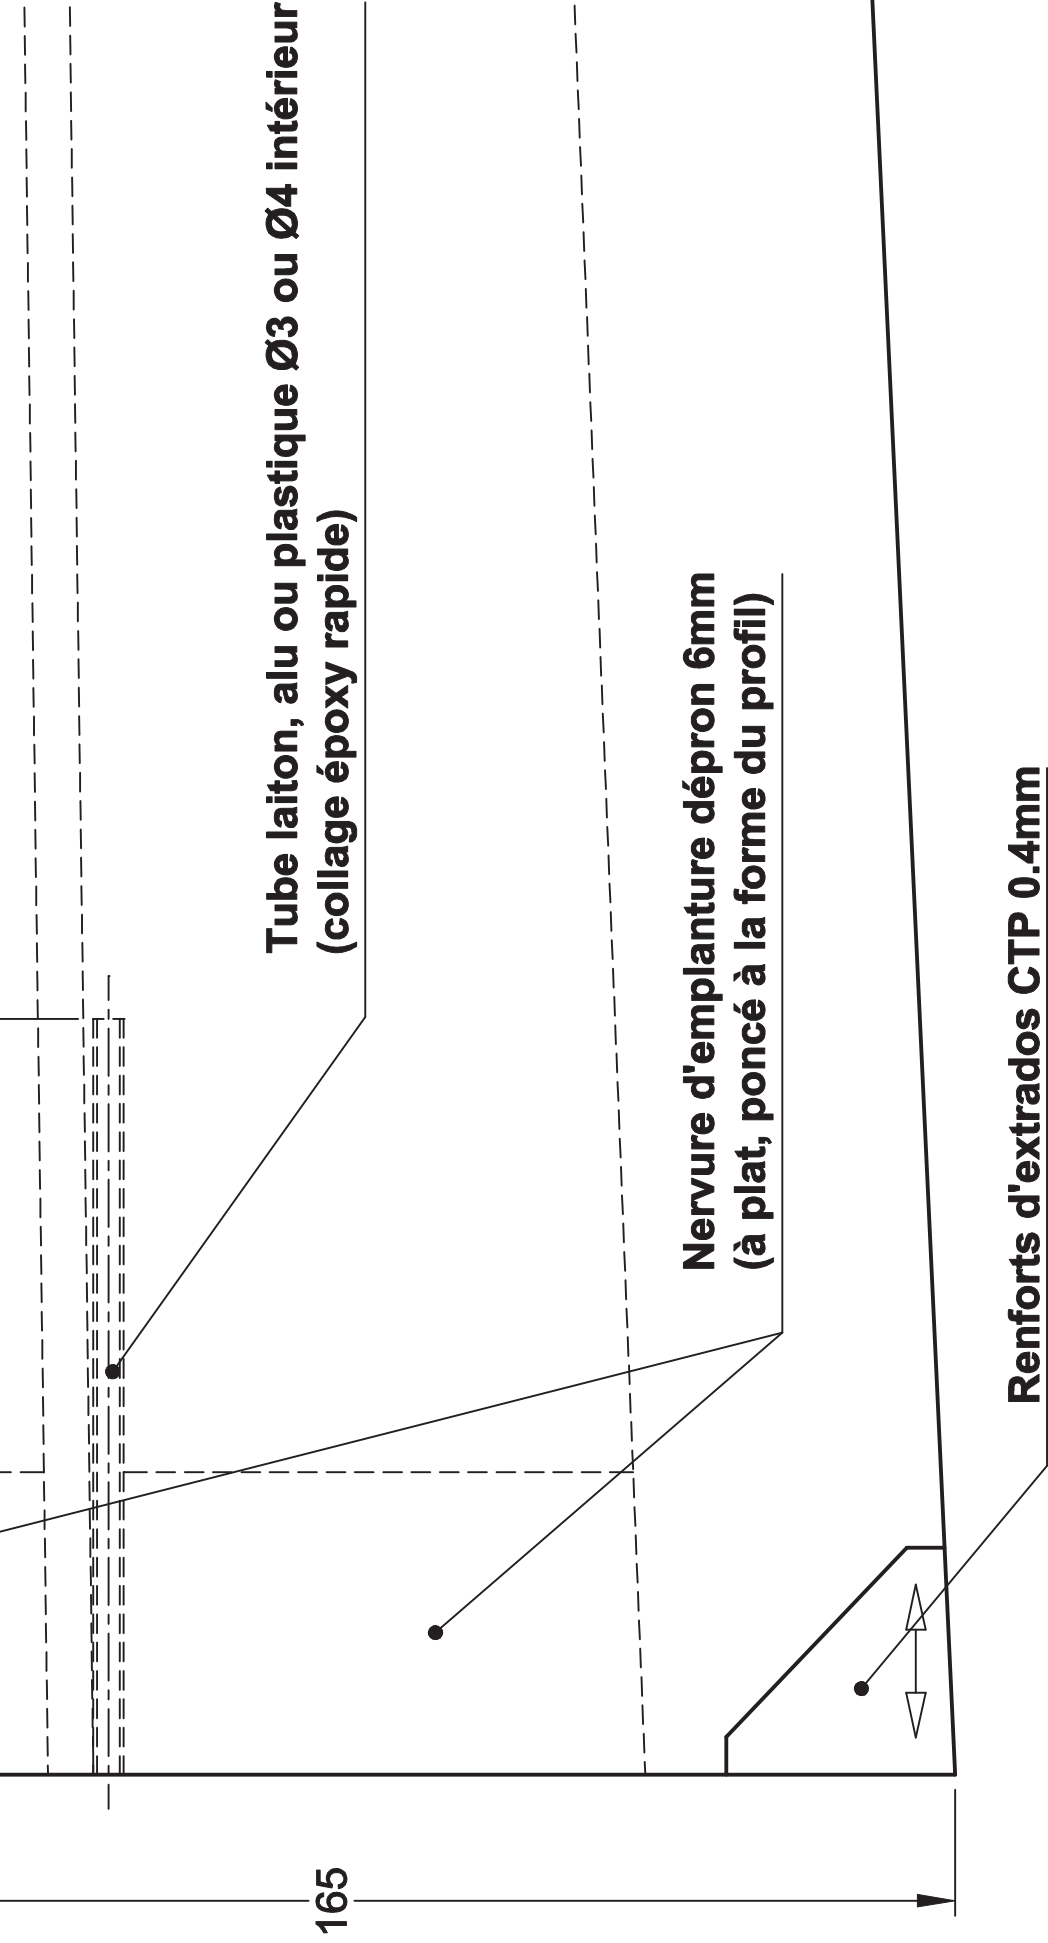 Tube laiton, alu ou plastique Ø3 ou Ø4 intérieur
(collage époxy rapide)
Nervure d'emplanture dépron 6mm
(à plat, poncé à la forme du profil)
Renforts d'extrados CTP 0.4mm
165